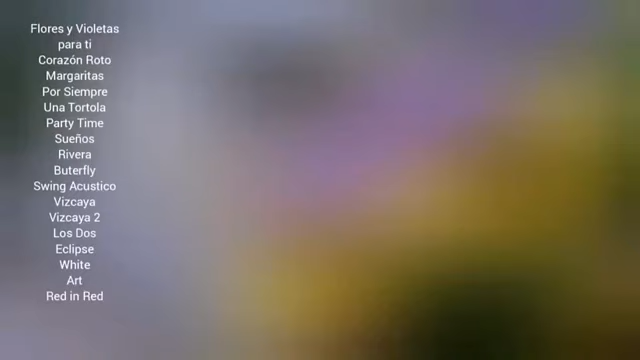 Flores y Violetas
para ti
Corazón Roto
Margaritas
Por Siempre
Una Tortola
Party Time
Sueños
Rivera
Buterfly
Swing Acustico
Vizcaya
Vizcaya 2
Los Dos
Eclipse
White
Art
Red in Red